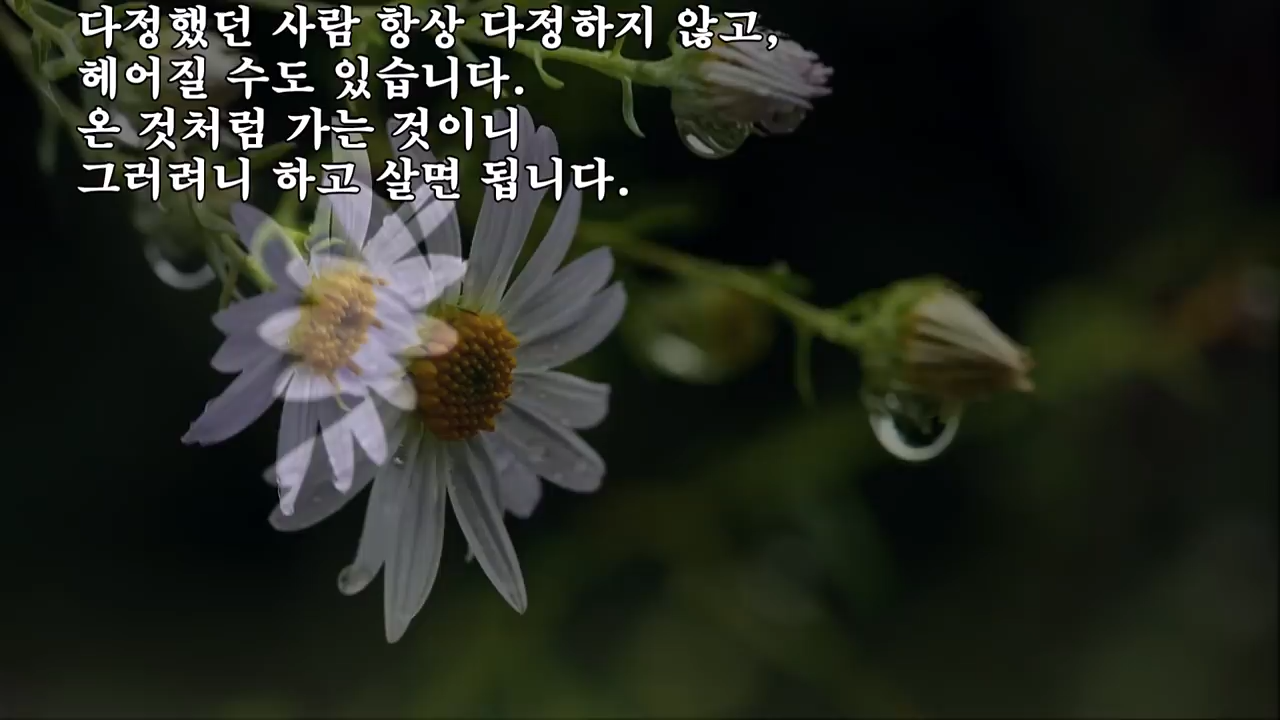 다정했던 사람 항상 다정하지 않고,
헤어질 수도 있습니다.
온 것처럼 가는 것이니
그러려니 하고 살면 됩니다.